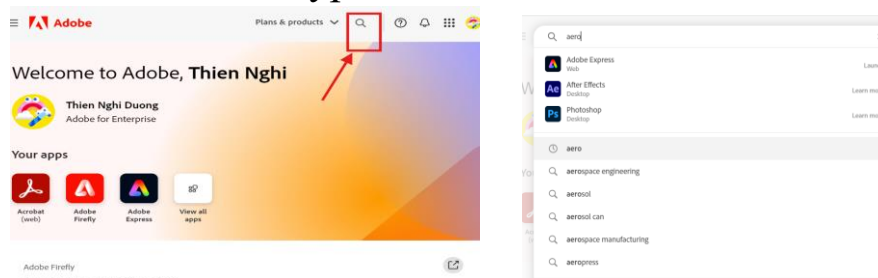 Adobe
Plans & products
Welcome to Adobe, Thien Nghi
Thien Nghi Duong
Adobe for Enterprise
Your apps
Acrobat (web)
Adobe Firefly
Adobe Express
View all apps
Adobe Firefly
aero
Adobe Express
Web
After Effects
Desktop
Learn
Photoshop
Desktop
Learn
aero
aerospace engineering
aerosol
aerosol can
aerospace manufacturing
aeropress